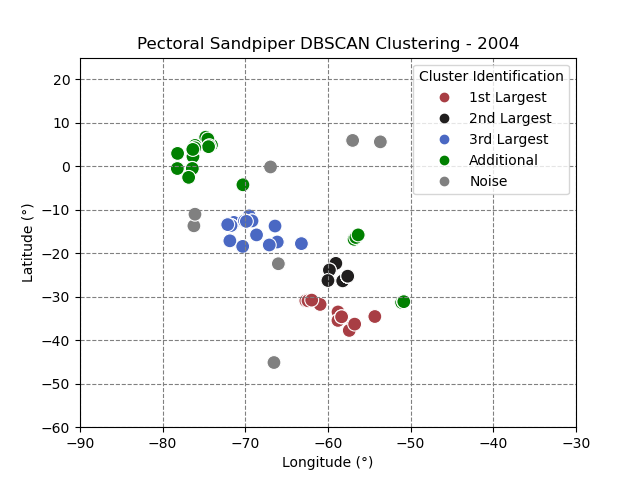 Pectoral Sandpiper DBSCAN Clustering - 2004
Cluster Identification
1st Largest
2nd Largest
3rd Largest
Additional
Noise
20
10
0
−10
−20
−30
−40
−50
−60
Latitude (°)
−90 −80 −70 −60 −50 −40 −30
Longitude (°)